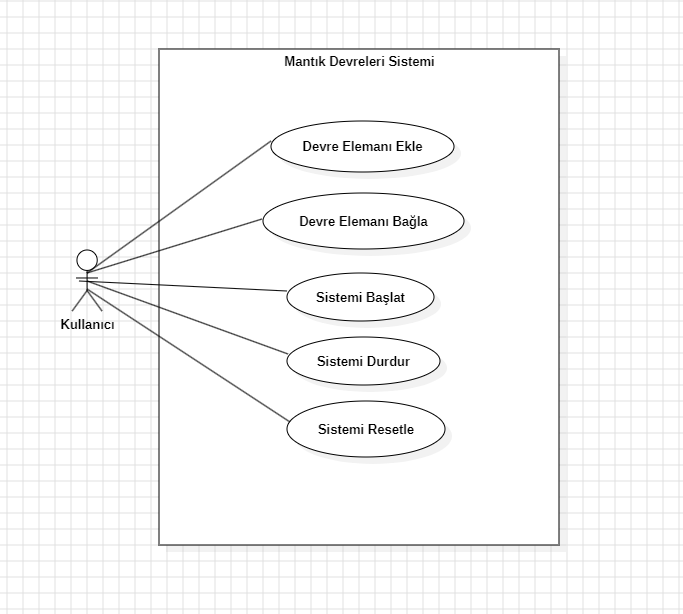 Mantık Devreleri Sistemi
Devre Elemanı Ekle
Devre Elemanı Bağla
Sistemi Başlat
Kullanıcı
Sistemi Durdur
Sistemi Resetle